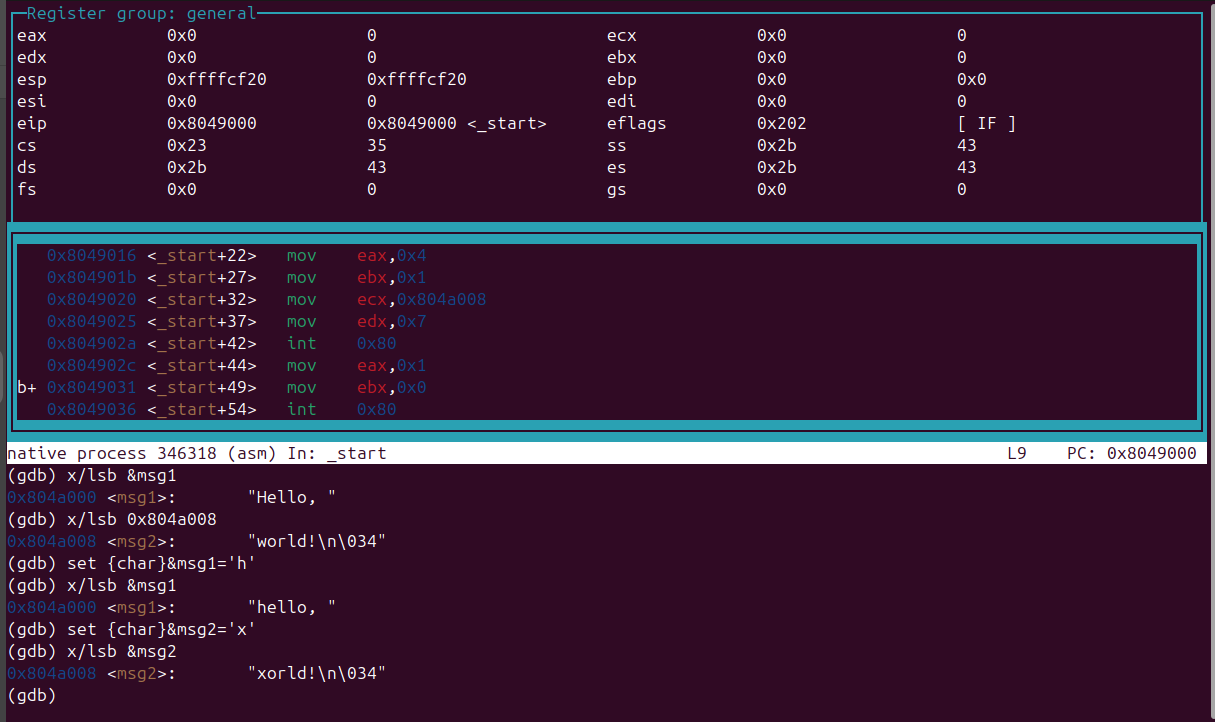 Register group: general
eax 0x0 0 ecx 0x0 0
edx 0x0 0 ebx 0x0 0
esp 0xffffcf20 0xffffcf20 ebp 0x0 0x0
esi 0x0 0 edi 0x0 0
eip 0x8049000 0x8049000 <_start> eflags 0x202 [ IF ]
cs 0x23 35 ss 0x2b 43
ds 0x2b 43 es 0x2b 43
fs 0x0 0 gs 0x0 0
0x8049016 <_start+22> mov eax,0x4
0x804901b <_start+27> mov ebx,0x1
0x8049020 <_start+32> mov ecx,0x804a008
0x8049025 <_start+37> mov edx,0x7
0x804902a <_start+42> int 0x80
0x804902c <_start+44> mov eax,0x1
b+ 0x8049031 <_start+49> mov ebx,0x0
0x8049036 <_start+54> int 0x80
native process 346318 (asm) In: _start L9 PC: 0x8049000
(gdb) x/lsb &msg1
0x804a000 <msg1>: "Hello, "
(gdb) x/lsb 0x804a008
0x804a008 <msg2>: "world!\n\034"
(gdb) set {char}&msg1='h'
(gdb) x/lsb &msg1
0x804a000 <msg1>: "hello, "
(gdb) set {char}&msg2='x'
(gdb) x/lsb &msg2
0x804a008 <msg2>: "xorld!\n\034"
(gdb)